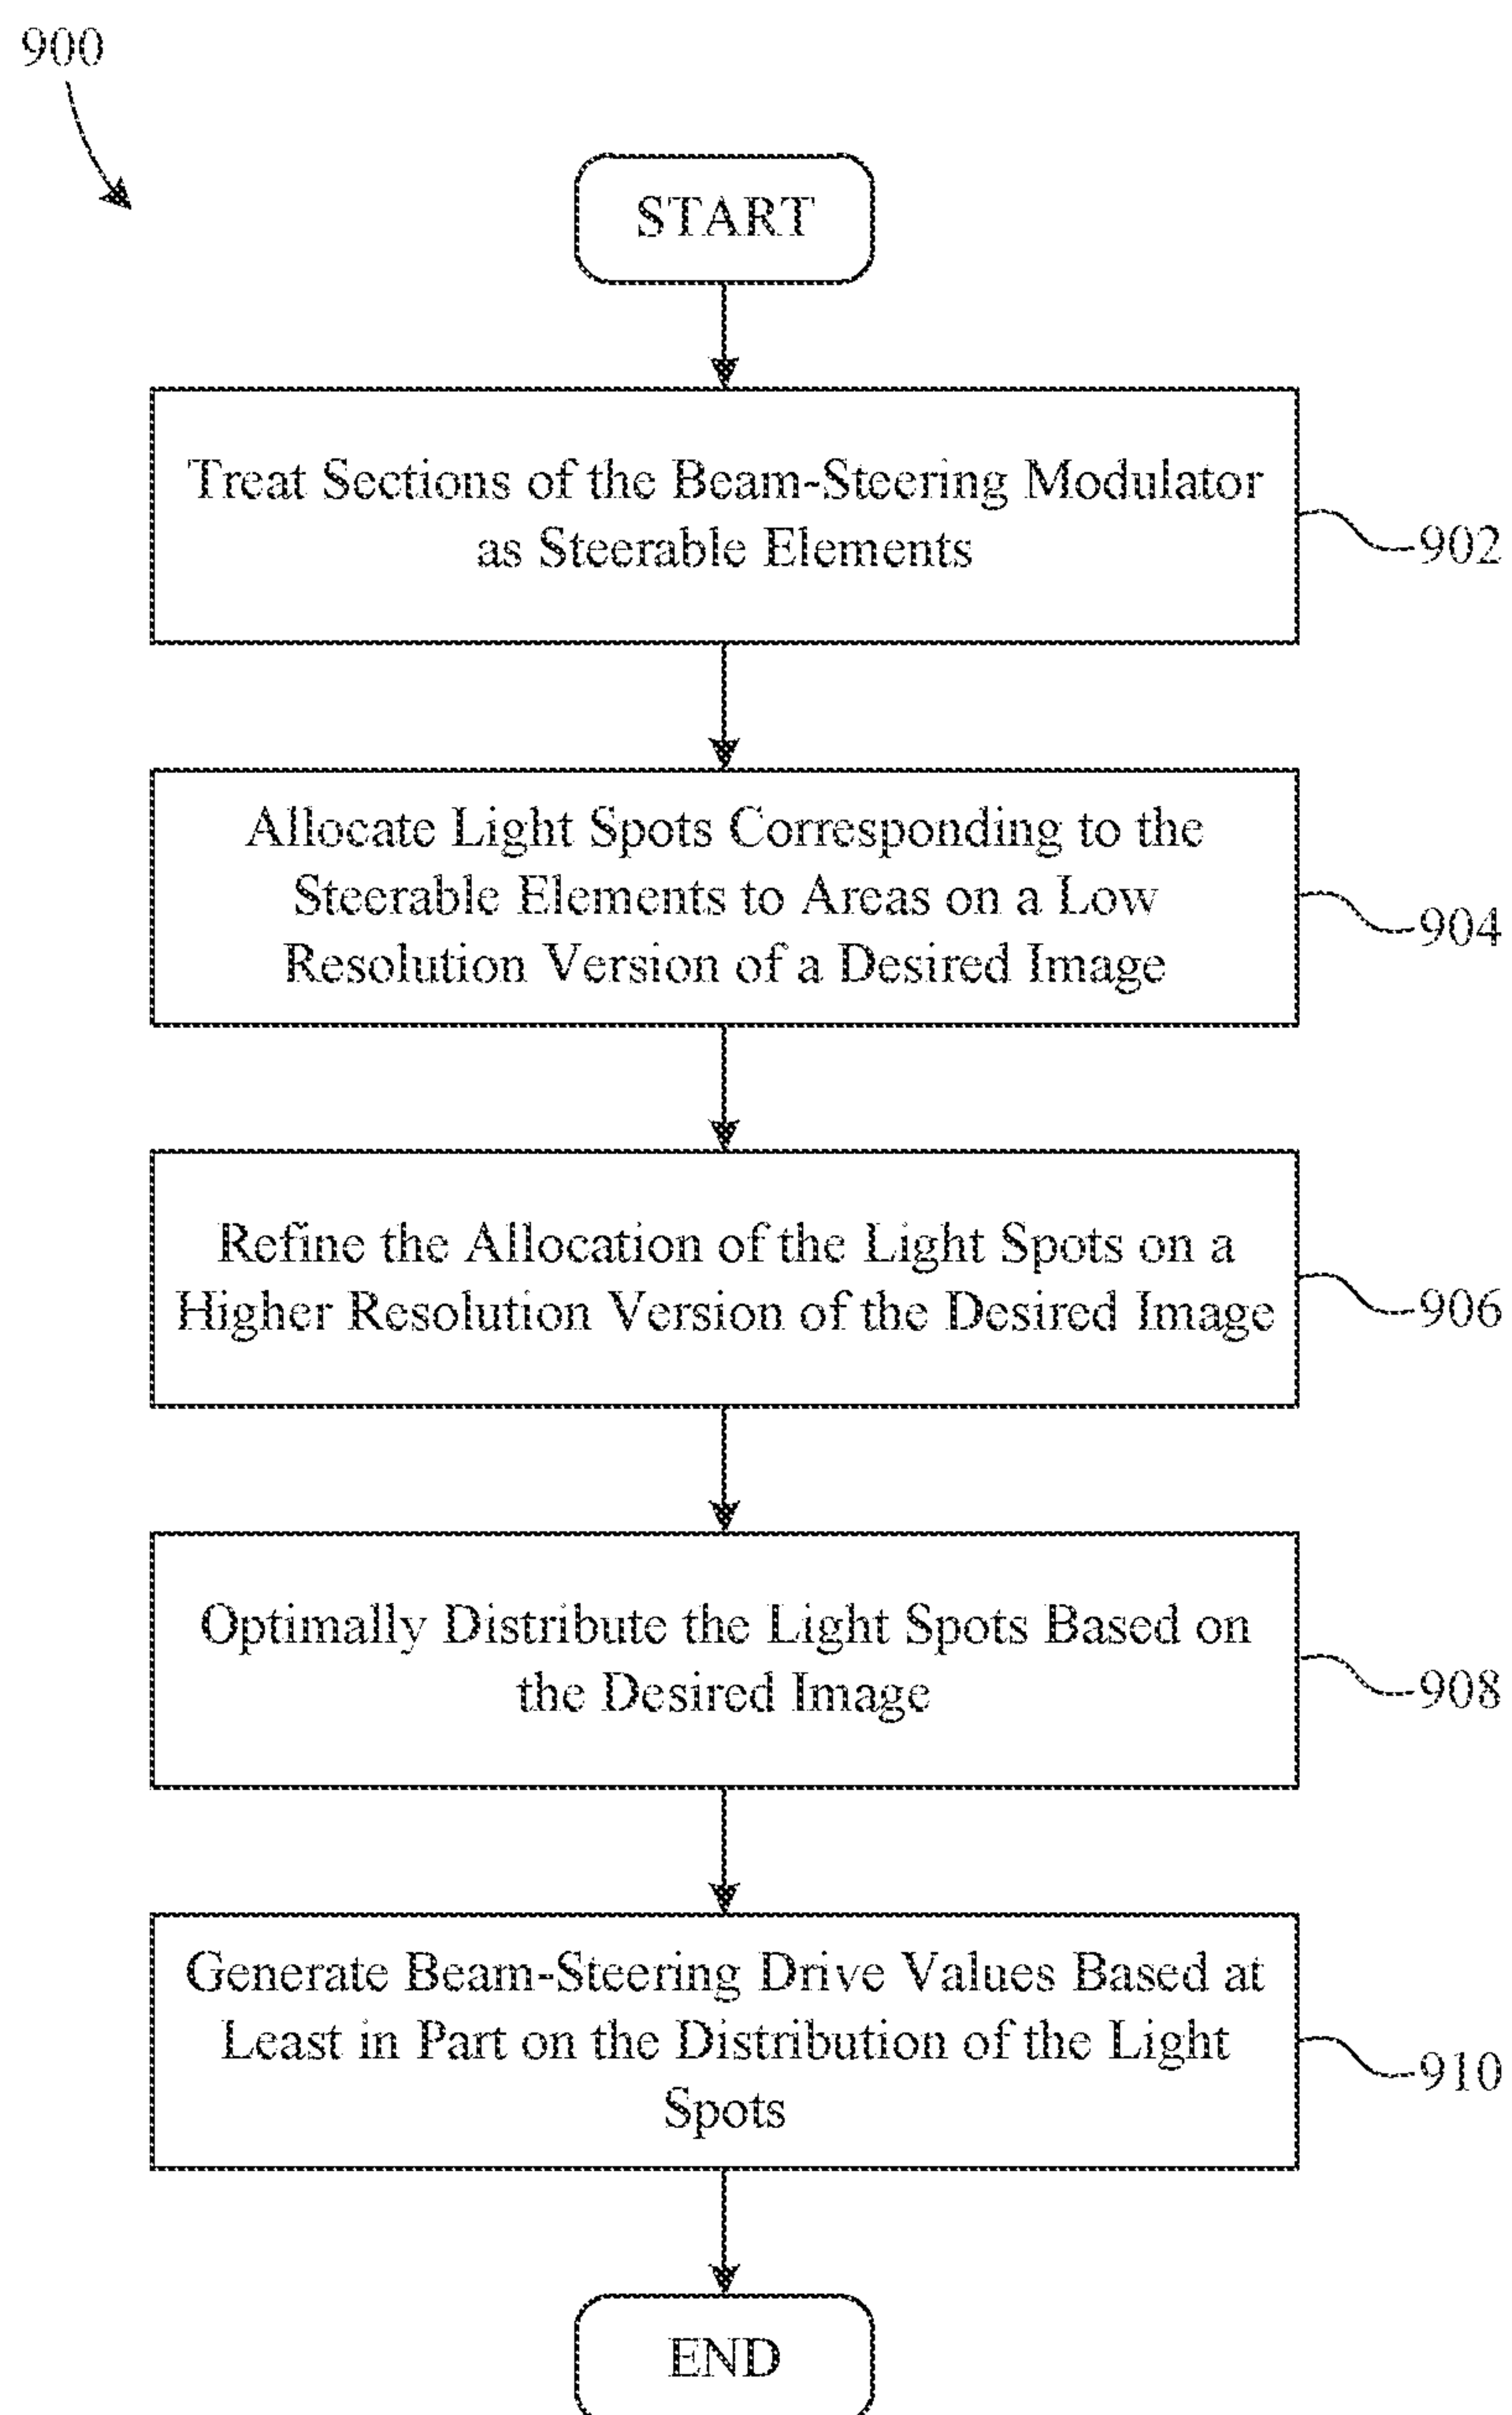 900
START
Treat Sections of the Beam-Steering Modulator
as Steerable Elements
902
Allocate Light Spots Corresponding to the
Steerable Elements to Areas on a Low
Resolution Version of a Desired Image
904
Refine the Allocation of the Light Spots on a
Higher Resolution Version of the Desired Image
906
Optimally Distribute the Light Spots Based on
the Desired Image
908
Generate Beam-Steering Drive Values Based at
Least in Part on the Distribution of the Light
Spots
910
END